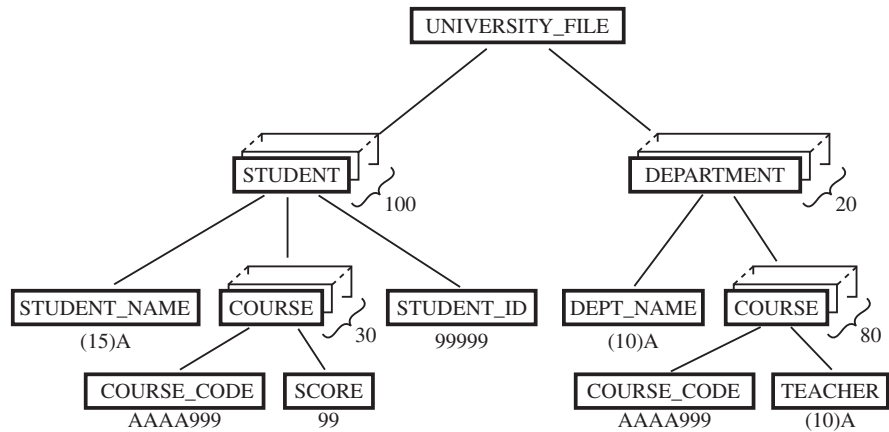 UNIVERSITY_FILE
STUDENT
100
DEPARTMENT
20
STUDENT_NAME
(15)A
COURSE
30
STUDENT_ID
99999
DEPT_NAME
(10)A
COURSE
80
COURSE_CODE
AAAA999
SCORE
99
COURSE_CODE
AAAA999
TEACHER
(10)A